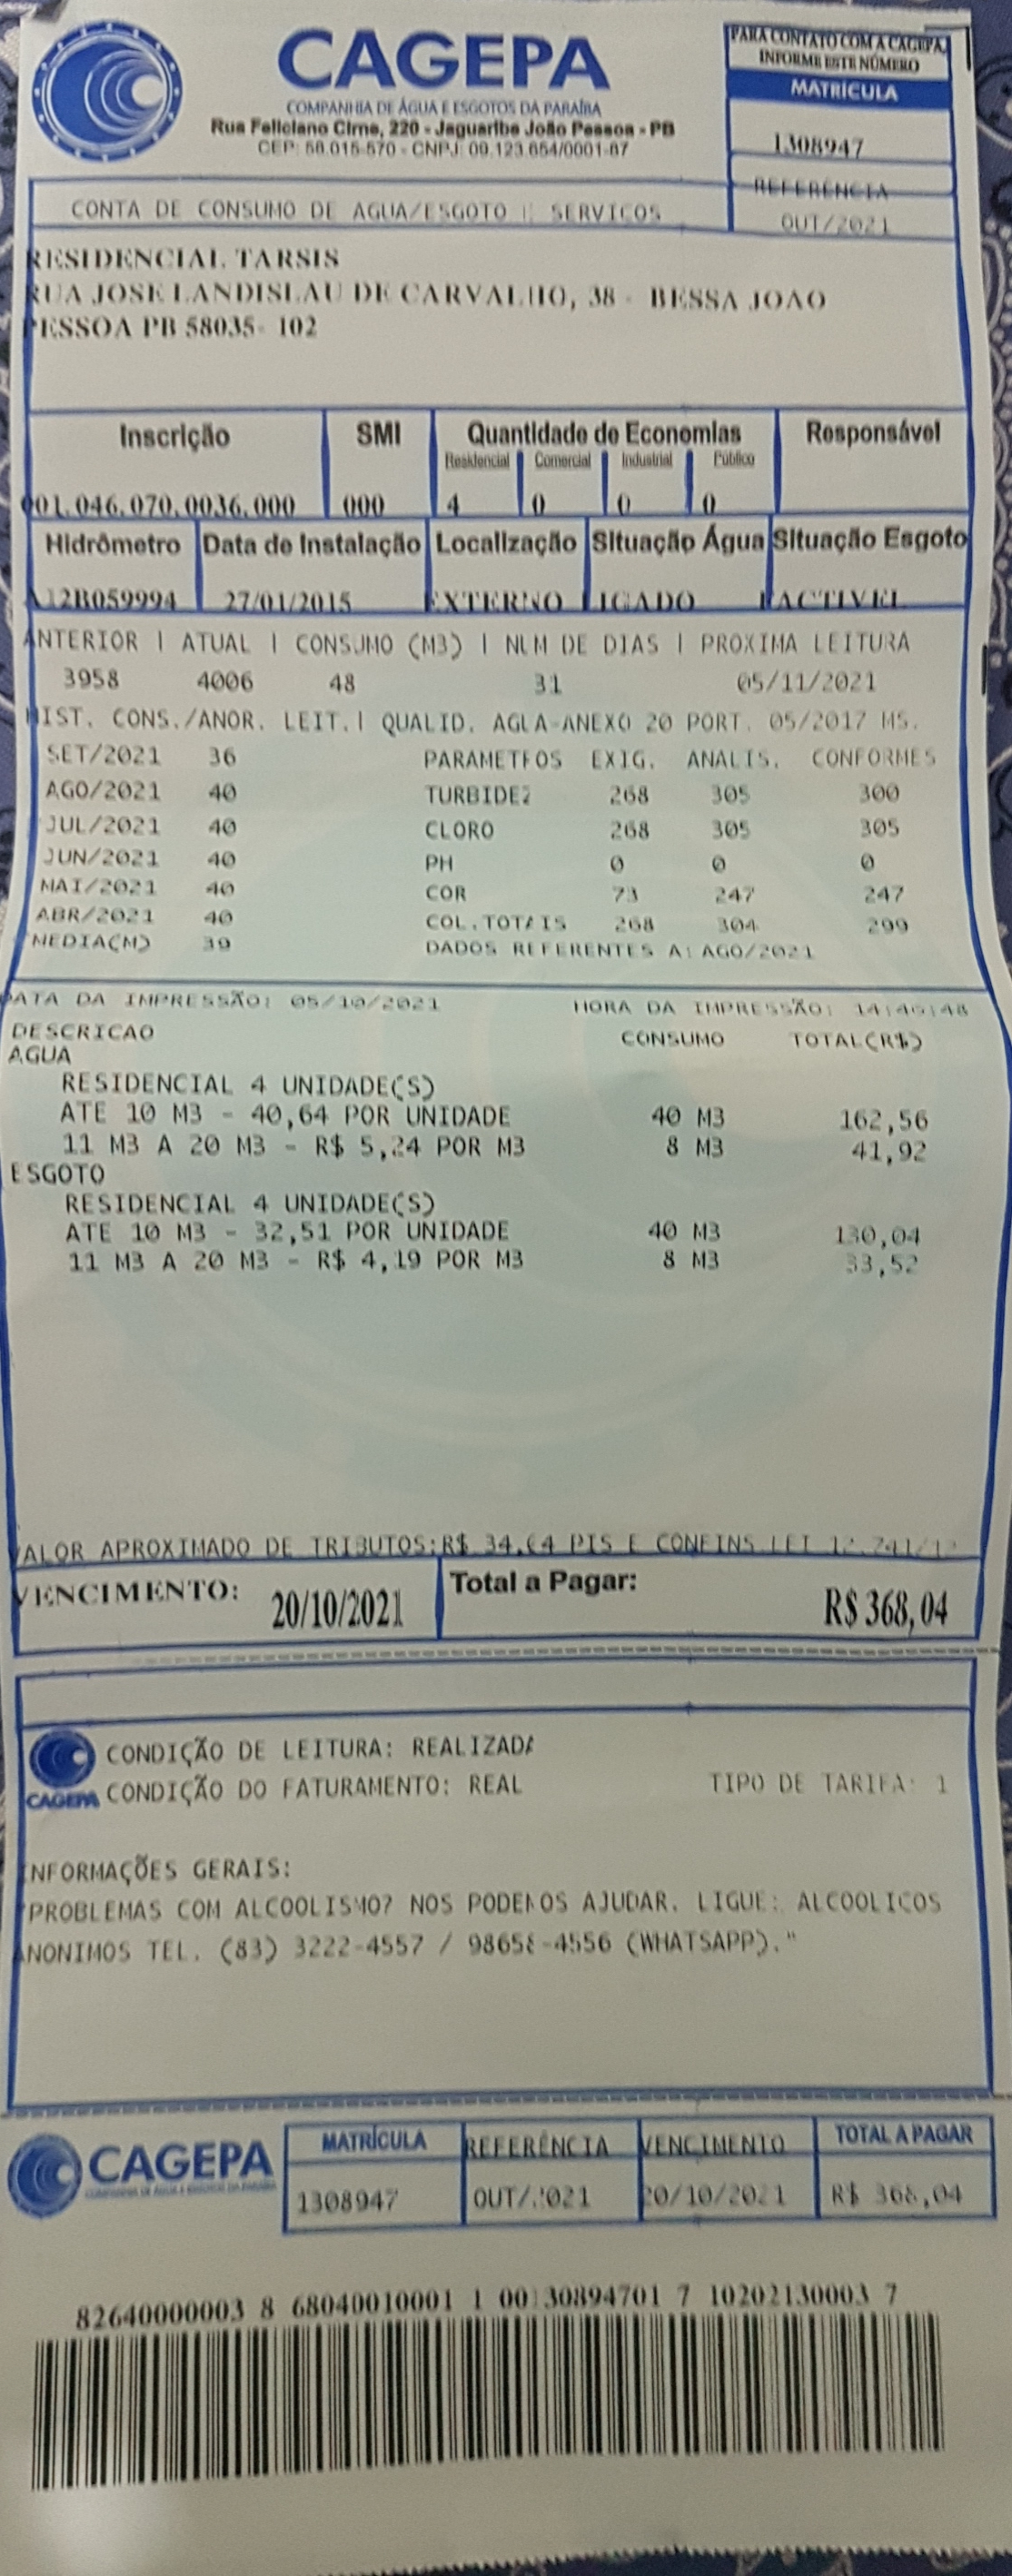 CAGEPA
COMPANHIA DE ÁGUA E ESGOTOS DA PARAÍBA
Rua Feliciano Cirne, 220 - Jaguaribe João Pessoa - PB
CEP: 58.015-570 - CNPJ: 09.123.654/0001-87
PARA CONTATO COM A CAGEPA,
INFORME ESTE NÚMERO
MATRÍCULA
1308947
REFERÊNCIA
OUT/2021
CONTA DE CONSUMO DE AGUA/ESGOTO E SERVICOS
RESIDENCIAL TARSIS
RUA JOSE LANDISLAU DE CARVALHO, 38 - BESSA JOAO
PESSOA PB 58035- 102
Inscrição SMI Quantidade de Economias Responsável
Residencial Comercial Industrial Público
001.046.070.0036.000 000 4 0 0 0
Hidrômetro Data de Instalação Localização Situação Água Situação Esgoto
A12B059994 27/01/2015 EXTERNO LIGADO FACTIVEL
ANTERIOR | ATUAL | CONSUMO (M3) | NUM DE DIAS | PROXIMA LEITURA
3958 4006 48 31 05/11/2021
HIST. CONS./ANOR. LEIT.| QUALID. AGUA-ANEXO 20 PORT. 05/2017 MS.
SET/2021 36 PARAMETROS EXIG. ANALIS. CONFORMES
AGO/2021 40 TURBIDEZ 268 305 300
JUL/2021 40 CLORO 268 305 305
JUN/2021 40 PH 0 0 0
MAI/2021 40 COR 73 247 247
ABR/2021 40 COL.TOTAIS 268 304 299
MEDIA(M) 39 DADOS REFERENTES A: AGO/2021
DATA DA IMPRESSÃO: 05/10/2021 HORA DA IMPRESSÃO:
DESCRICAO CONSUMO TOTAL(R$)
AGUA
RESIDENCIAL 4 UNIDADE(S)
ATE 10 M3 - 40,64 POR UNIDADE 40 M3 162,56
11 M3 A 20 M3 - R$ 5,24 POR M3 8 M3 41,92
ESGOTO
RESIDENCIAL 4 UNIDADE(S)
ATE 10 M3 - 32,51 POR UNIDADE 40 M3 130,04
11 M3 A 20 M3 - R$ 4,19 POR M3 8 M3 33,52
VALOR APROXIMADO DE TRIBUTOS:R$ 34,64 PIS E CONFINS LEI 12.741/12
VENCIMENTO: 20/10/2021 Total a Pagar: R$ 368,04
CAGEPA
CONDIÇÃO DE LEITURA: REALIZADA
CONDIÇÃO DO FATURAMENTO: REAL TIPO DE TARIFA: 1
INFORMAÇÕES GERAIS:
"PROBLEMAS COM ALCOOLISMO? NOS PODEMOS AJUDAR. LIGUE: ALCOOLICOS
ANONIMOS TEL. (83) 3222-4557 / 98658-4556 (WHATSAPP)."
CAGEPA
COMPANHIA DE ÁGUA E ESGOTOS DA PARAÍBA
MATRÍCULA REFERÊNCIA VENCIMENTO TOTAL A PAGAR
1308947 OUT/2021 20/10/2021 R$ 368,04
82640000003 8 68040010001 1 00130894701 7 10202130003 7